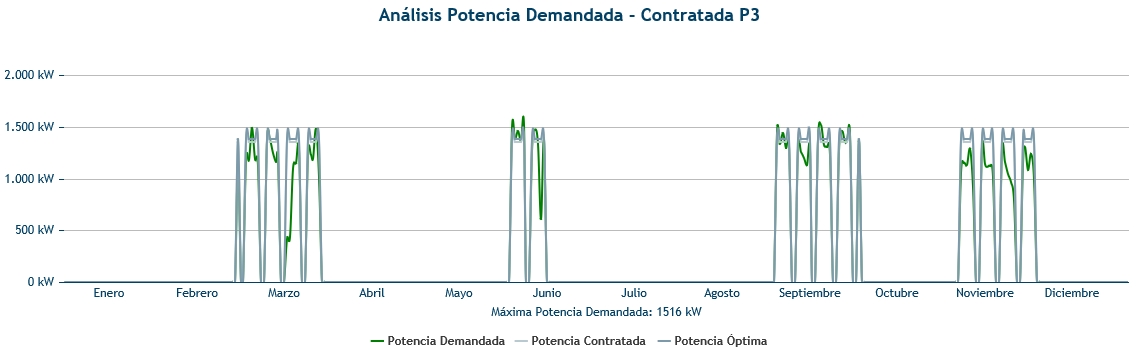 Análisis Potencia Demandada - Contratada P3
2.000 kW
1.500 kW
1.000 kW
500 kW
0 kW
Enero Febrero Marzo Abril Mayo Junio Julio Agosto Septiembre Octubre Noviembre Diciembre
Máxima Potencia Demandada: 1516 kW
Potencia Demandada Potencia Contratada Potencia Óptima